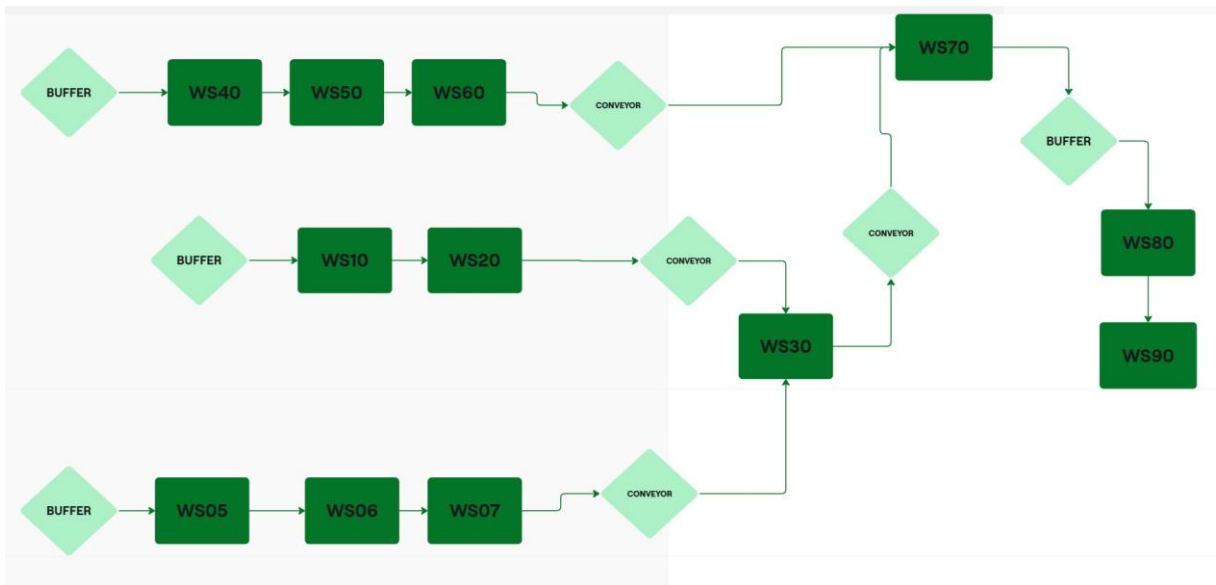 BUFFER
WS40
WS50
WS60
CONVEYOR
WS70
BUFFER
WS80
WS90
BUFFER
WS10
WS20
CONVEYOR
WS30
CONVEYOR
BUFFER
WS05
WS06
WS07
CONVEYOR